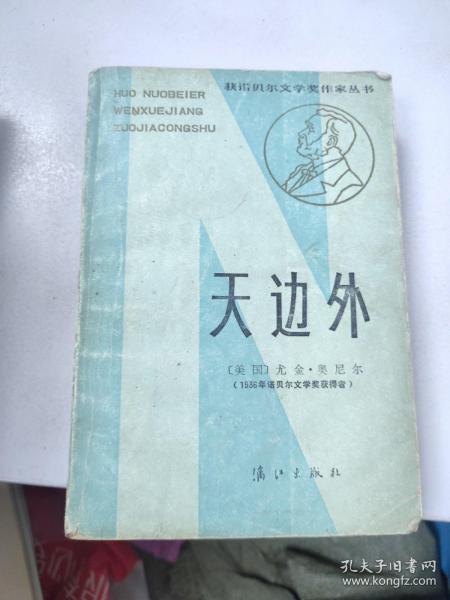 获诺贝尔文学奖作家丛书
HUO NUOBEIER
WENXUEJIANG
ZUOJIACONGSHU
天边外
〔美国〕尤金·奥尼尔
(1936年诺贝尔文学奖获得者)
漓江出版社
孔夫子旧书网
www.kongfz.com